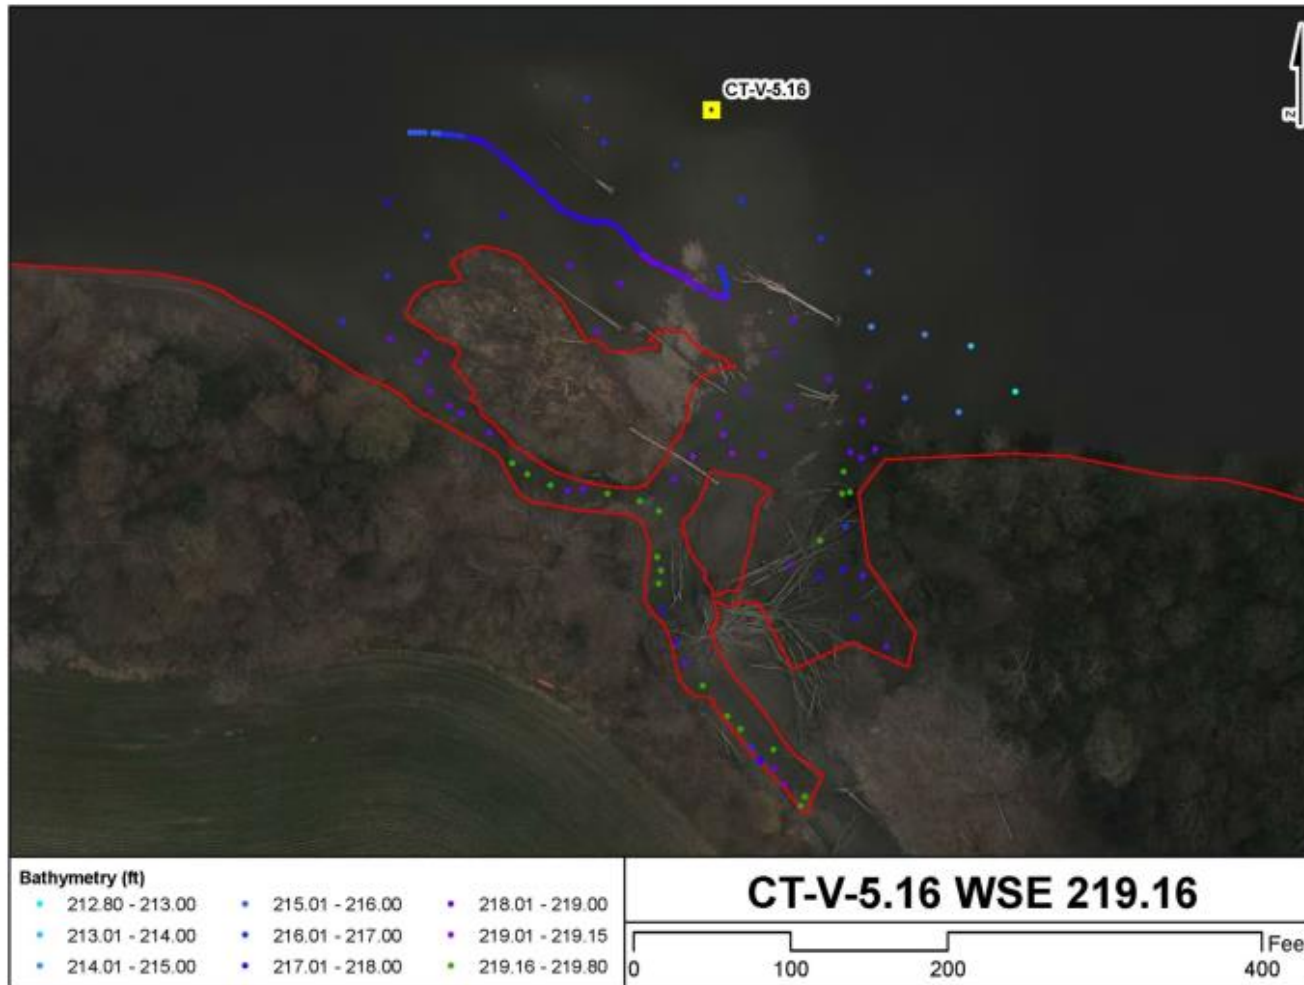 CT-V-5.16
N
Bathymetry (ft)
212.80 - 213.00
213.01 - 214.00
214.01 - 215.00
215.01 - 216.00
216.01 - 217.00
217.01 - 218.00
218.01 - 219.00
219.01 - 219.15
219.16 - 219.80
CT-V-5.16 WSE 219.16
Fee
0 100 200 400